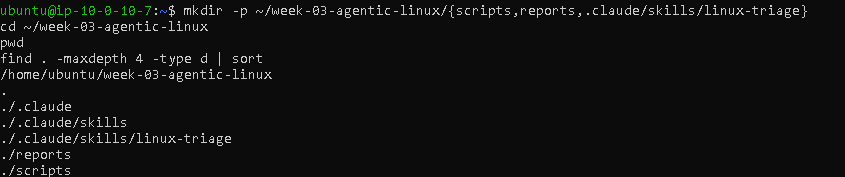 ubuntu@ip-10-0-10-7:~$ mkdir -p ~/week-03-agentic-linux/{scripts,reports,.claude/skills/linux-triage}
cd ~/week-03-agentic-linux
pwd
find . -maxdepth 4 -type d | sort
/home/ubuntu/week-03-agentic-linux
.
./.claude
./.claude/skills
./.claude/skills/linux-triage
./reports
./scripts